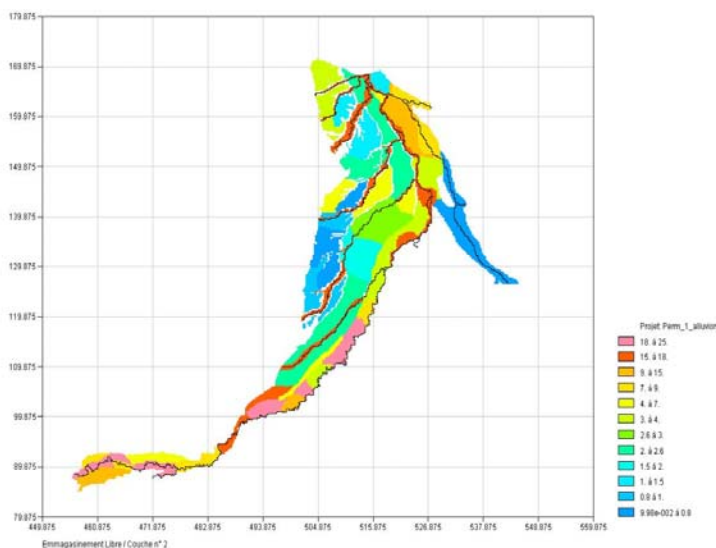 179.875
169.875
159.875
149.875
139.875
129.875
119.875
109.875
99.875
89.875
79.875
449.875 460.875 471.875 482.875 493.875 504.875 515.875 526.875 537.875 548.875 559.875
Emmagasinement Libre / Couche n° 2
Projet Perm_1_alluvion
18. à 25.
15. à 18.
9. à 15.
7. à 9.
4. à 7.
3. à 4.
2.6 à 3.
2. à 2.6
1.5 à 2.
1. à 1.5
0.8 à 1.
9.98e-002 à 0.8